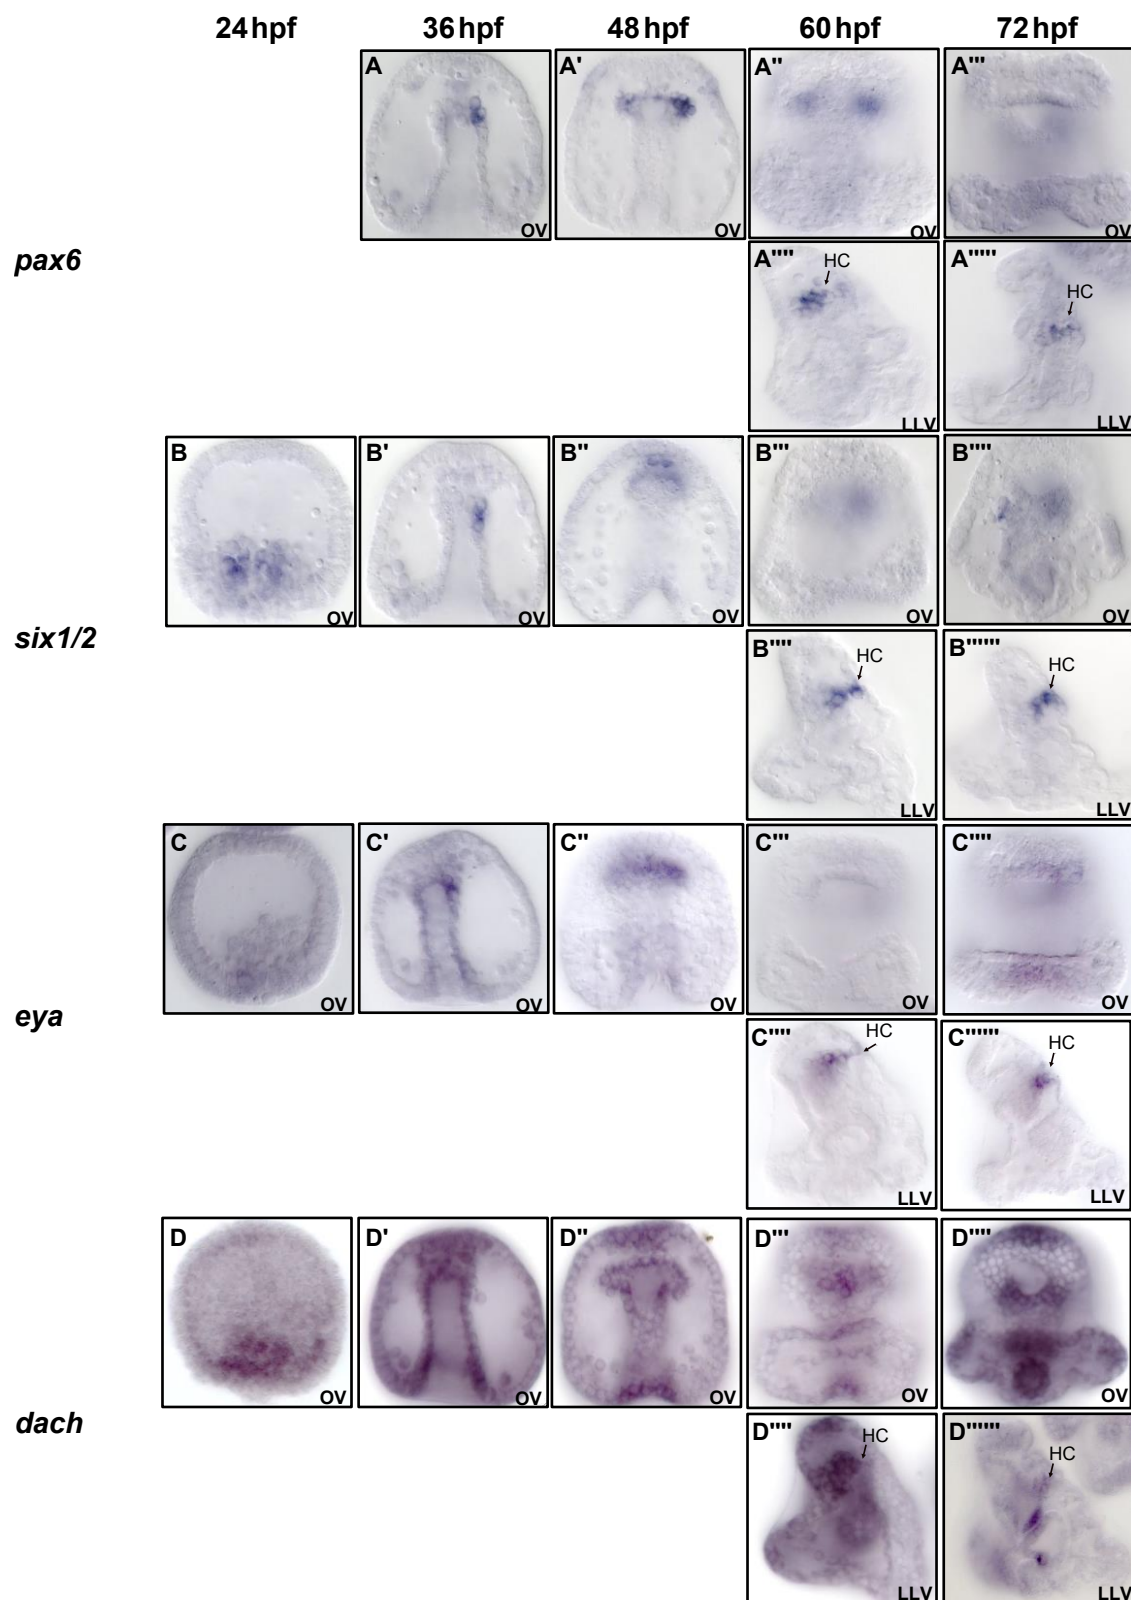 24 hpf 36 hpf 48 hpf 60 hpf 72 hpf
A A' A'' A'''
OV OV OV OV
pax6
A'''' A'''''
HC HC
LLV LLV
B B' B'' B''' B''''
OV OV OV OV OV
six1/2
B'''' B''''''
HC HC
LLV LLV
C C' C'' C''' C''''
OV OV OV OV OV
eya
C'''' C''''''
HC HC
LLV LLV
D D' D'' D''' D''''
OV OV OV OV OV
dach
D'''' D''''''
HC HC
LLV LLV